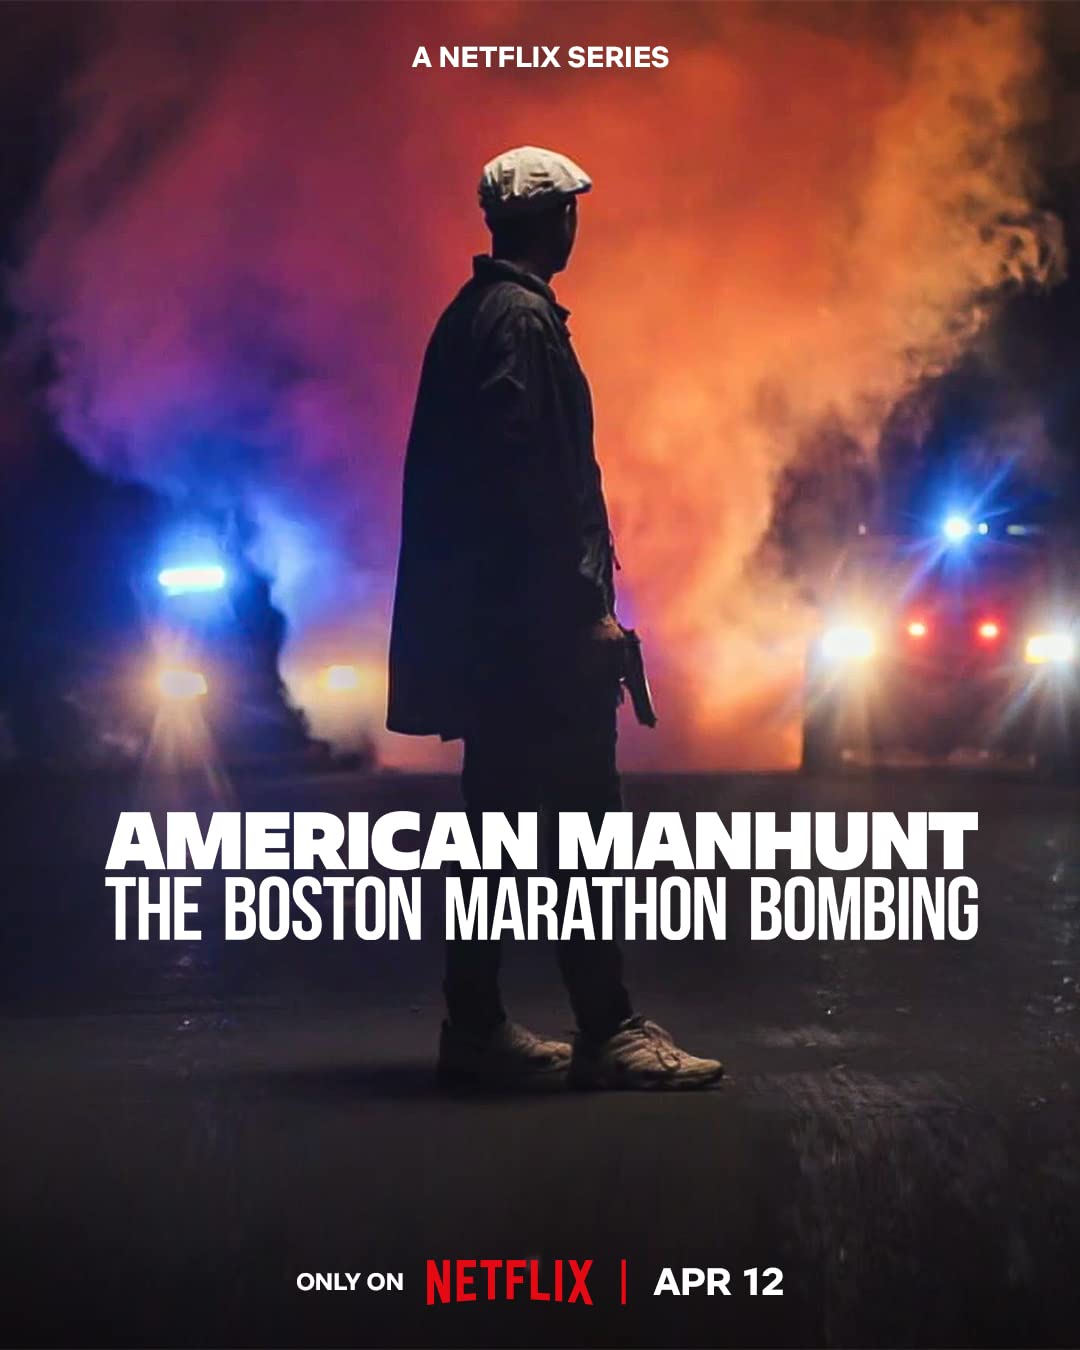 A NETFLIX SERIES
AMERICAN MANHUNT
THE BOSTON MARATHON BOMBING
ONLY ON NETFLIX | APR 12